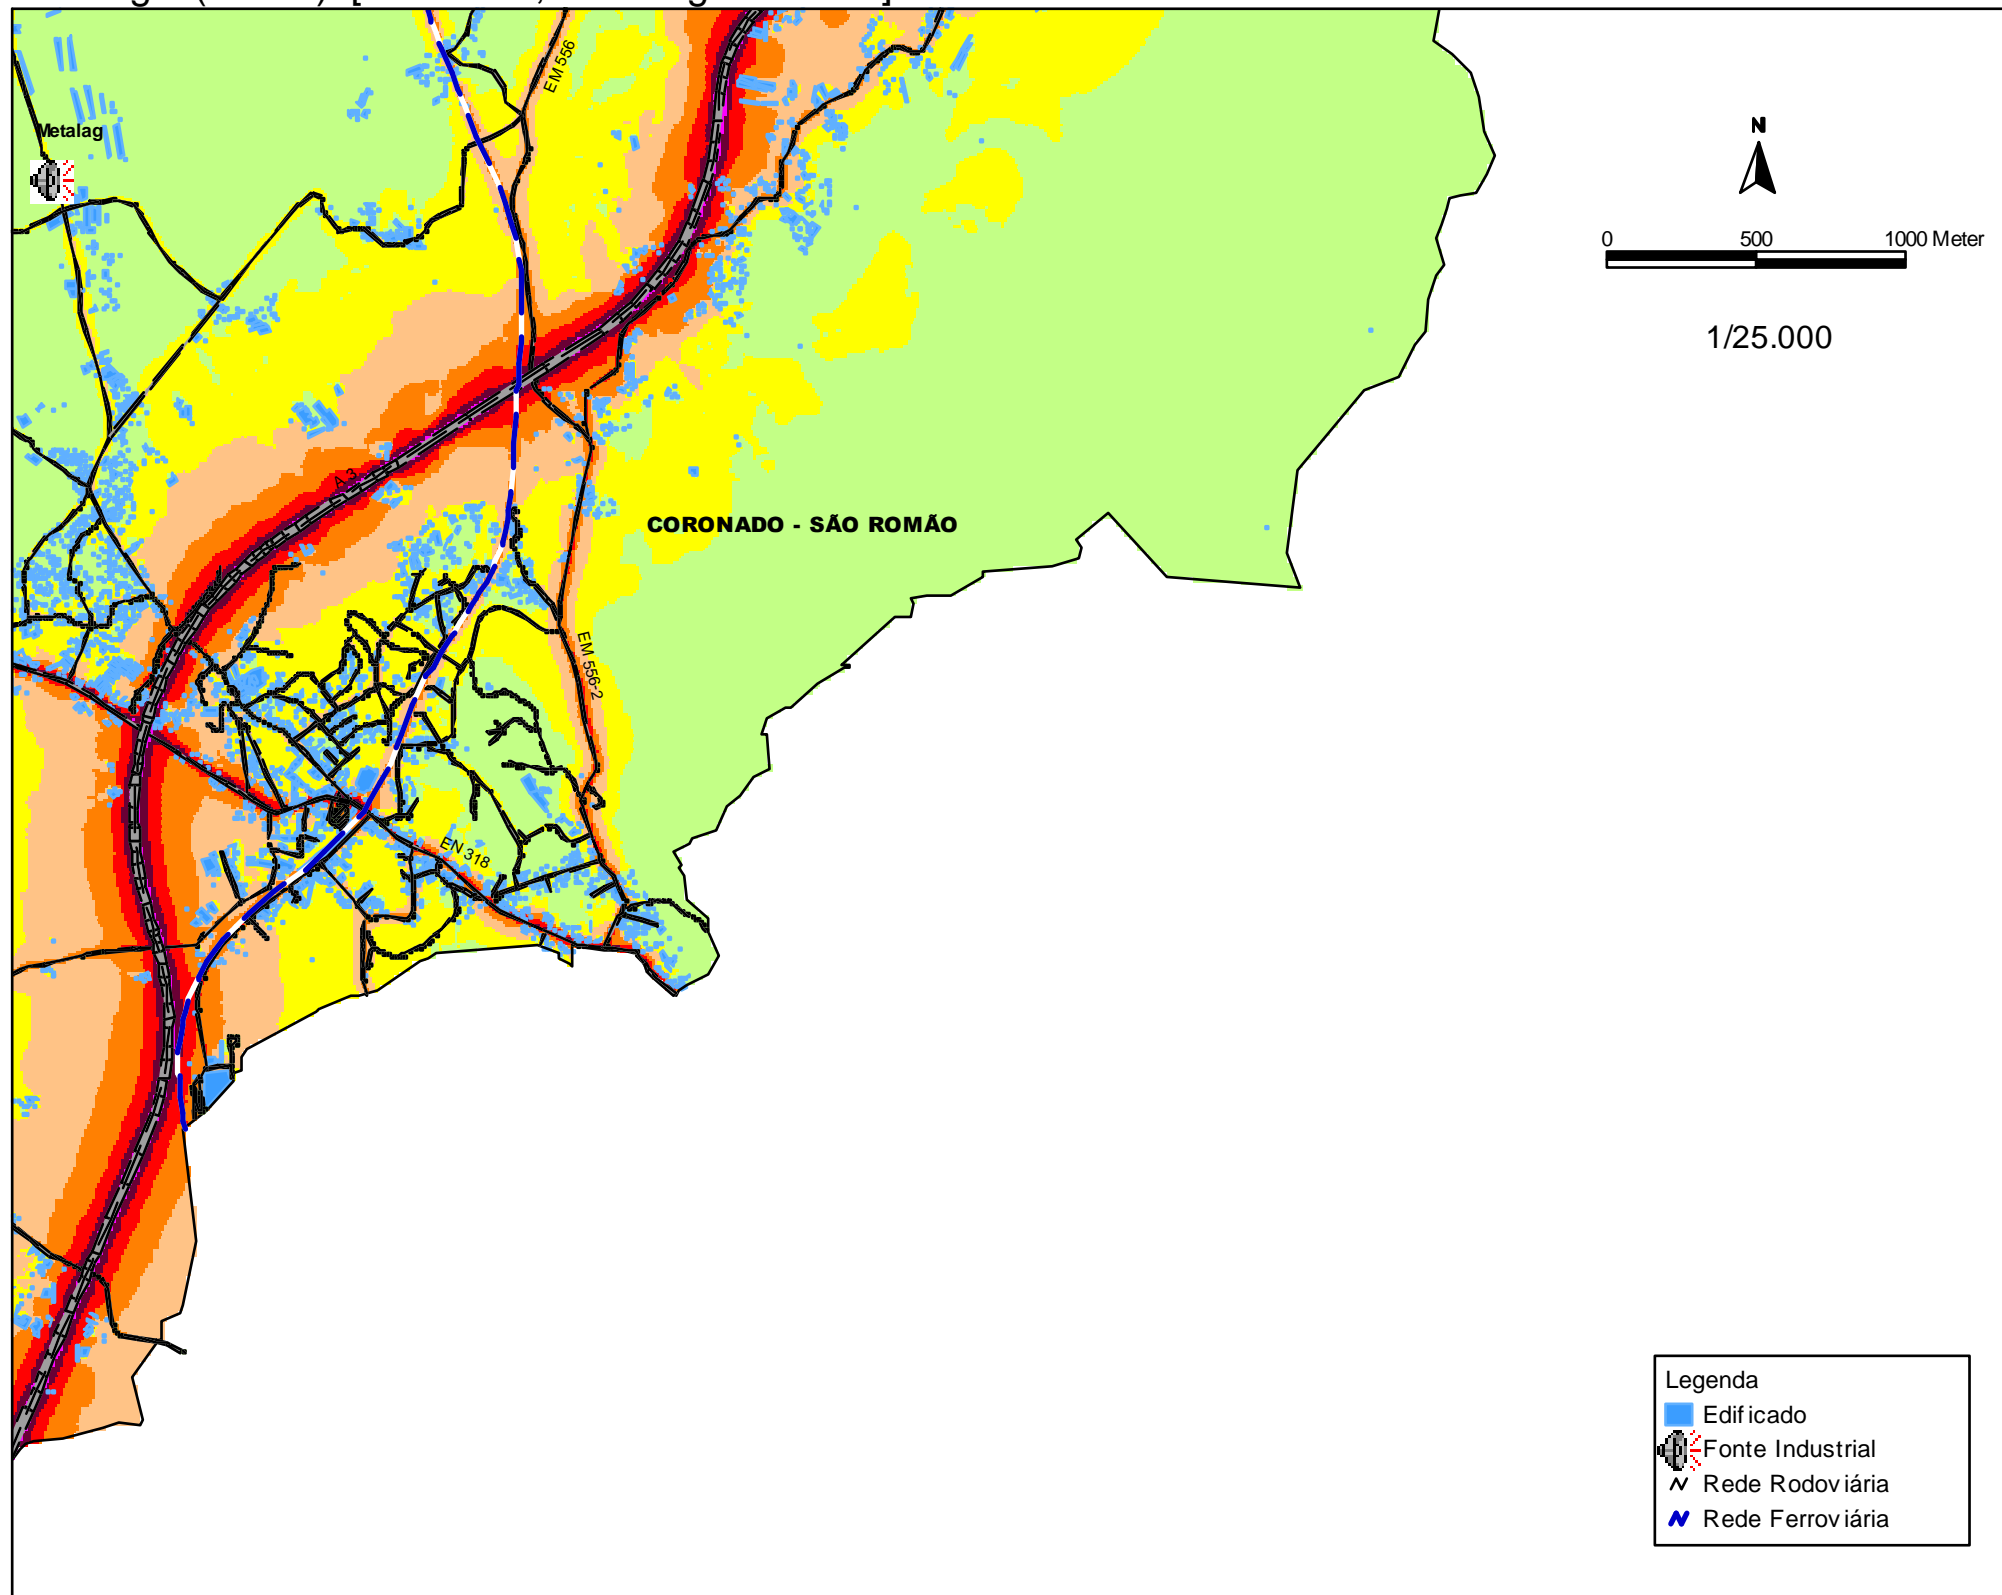 EM 556
Metalag
N
0 500 1000 Meter
1/25.000
A 3
CORONADO - SÃO ROMÃO
EM 556-2
EN 318
Legenda
Edificado
Fonte Industrial
Rede Rodoviária
Rede Ferroviária